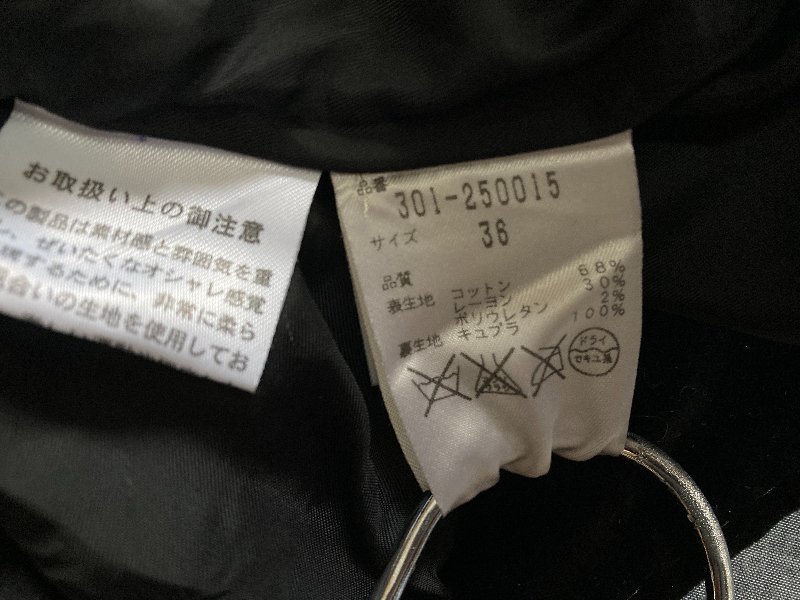 お取扱い上の御注意
の製品は素材感と雰囲気を重
、ぜいたくなオシャレ感覚
するために、非常に柔ら
合いの生地を使用してお
品番
301-250015
サイズ 36
品質
表生地 コットン 68%
レーヨン 30%
ポリウレタン 2%
裏生地 キュプラ 100%
ドライ
セキユ系